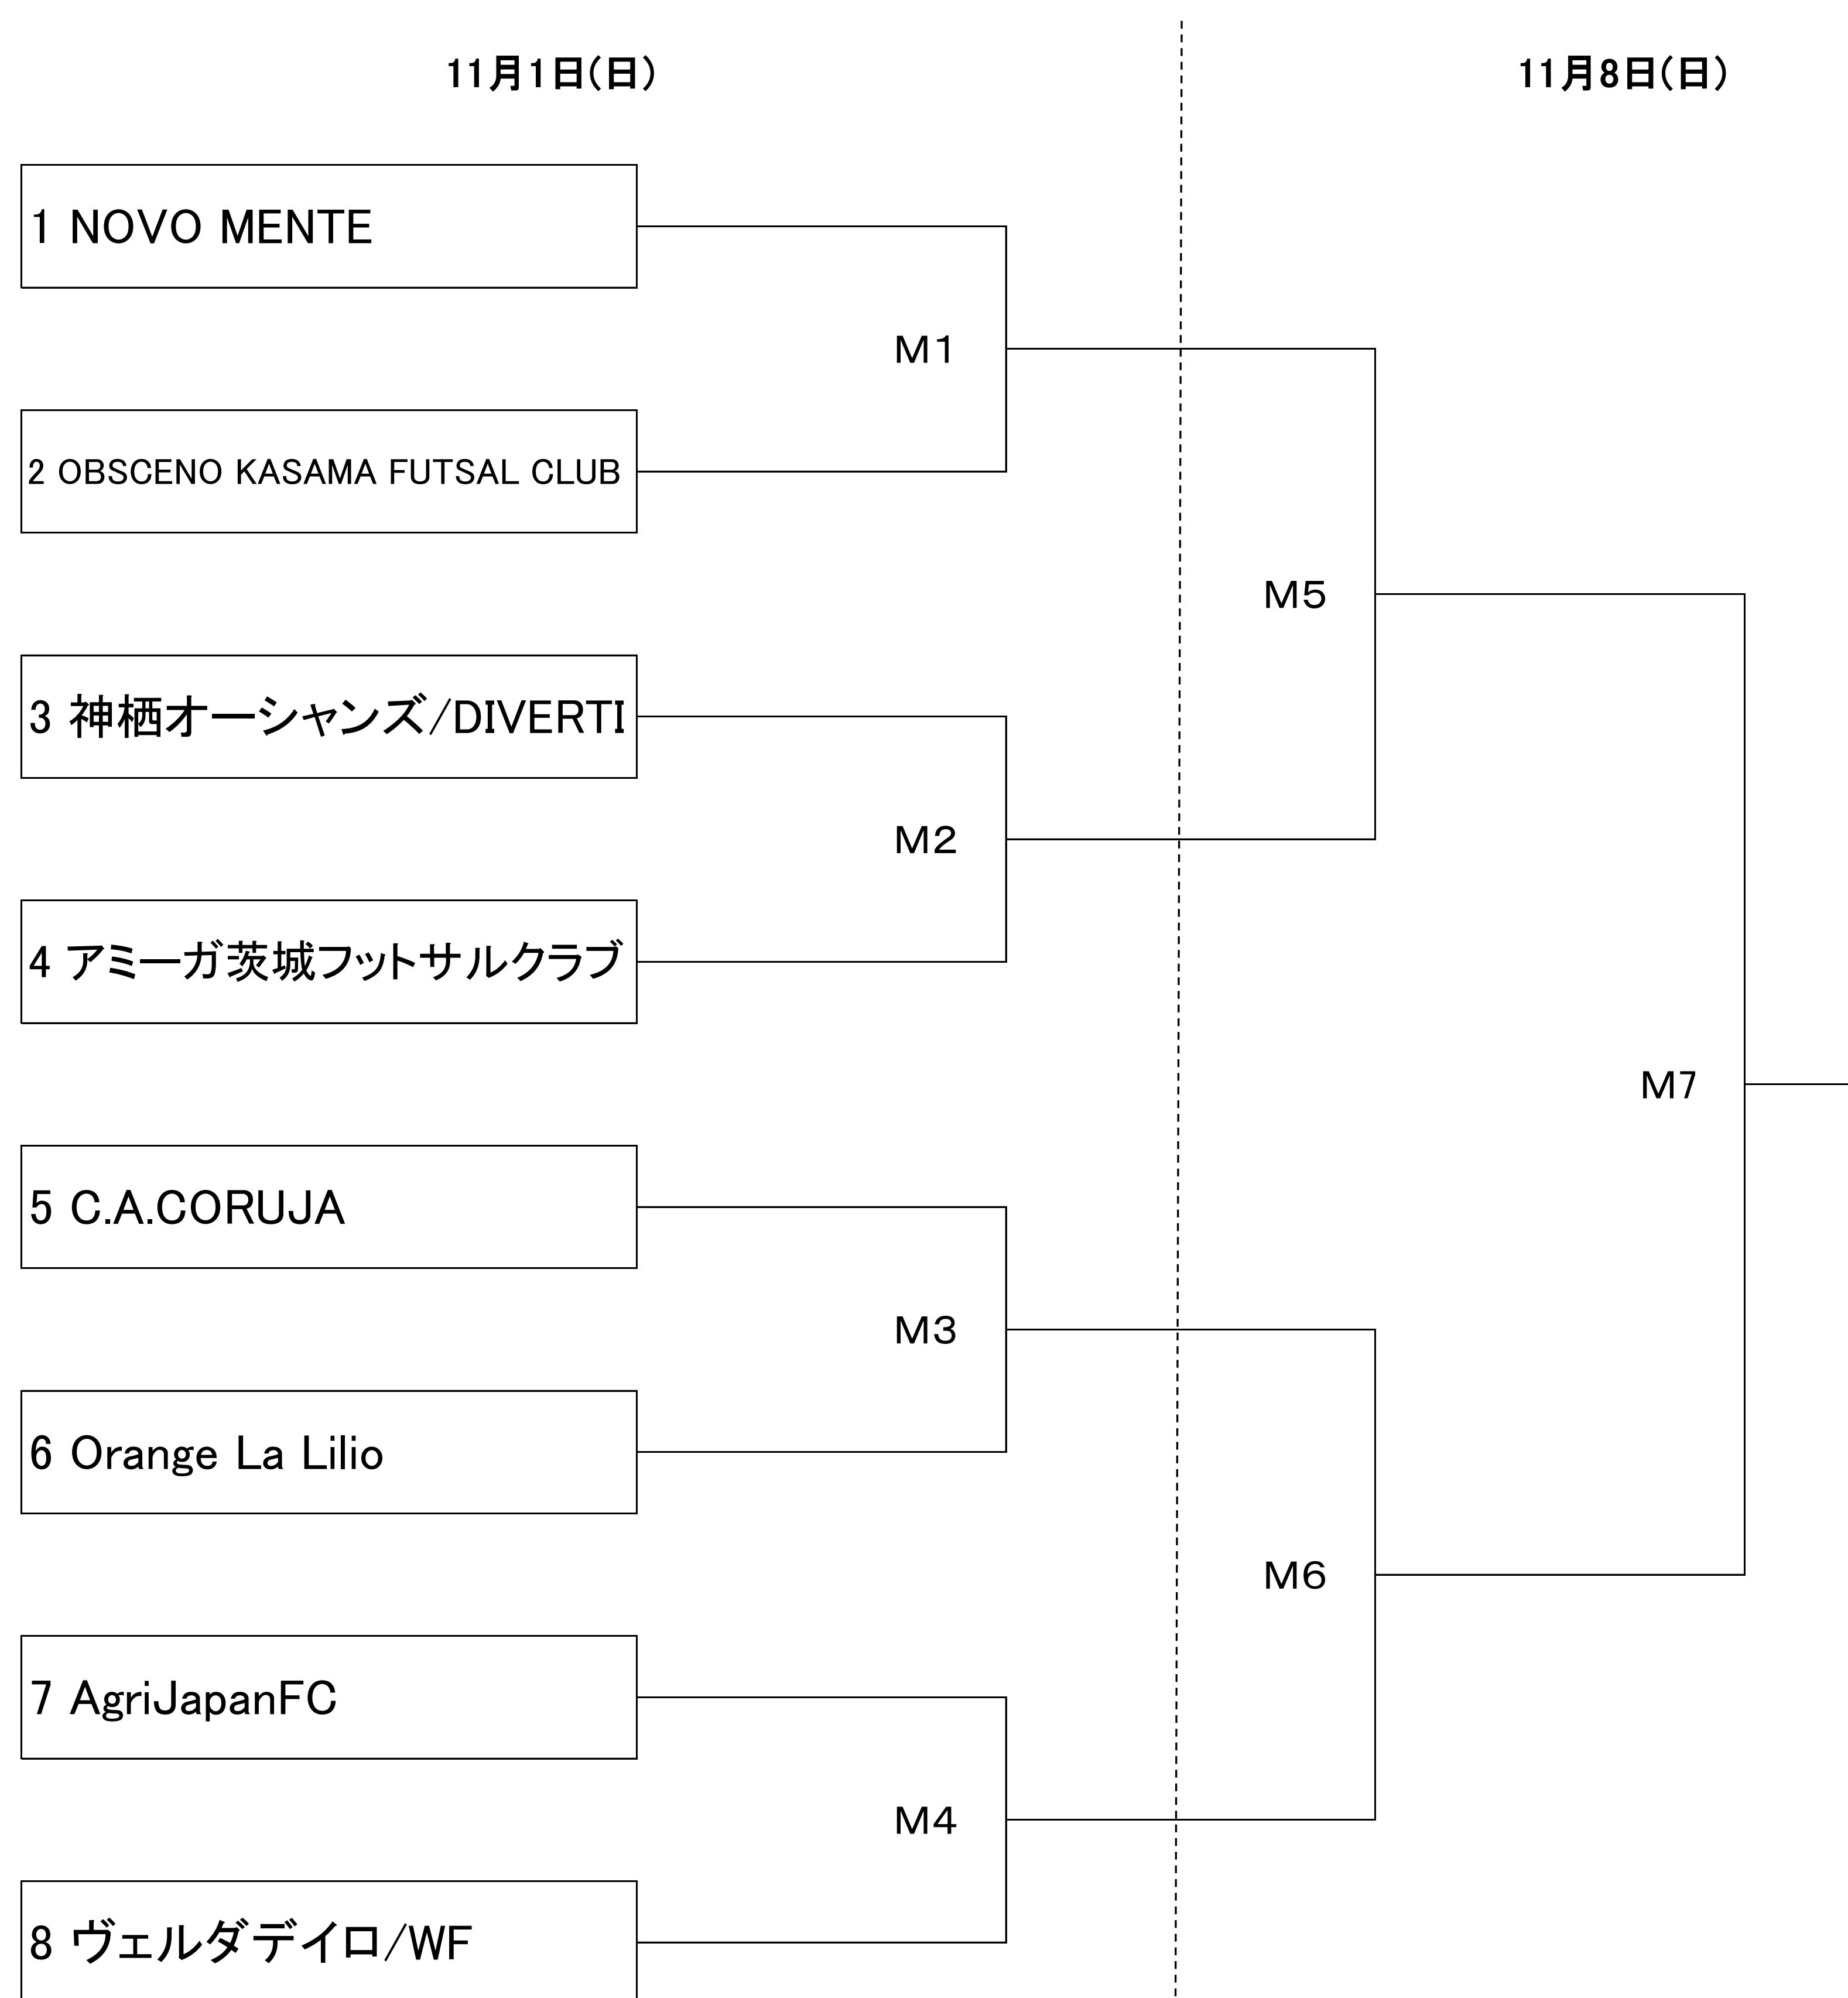 11月1日(日)
11月8日(日)
1 NOVO MENTE
M1
2 OBSCENO KASAMA FUTSAL CLUB
M5
3 神栖オーシャンズ/DIVERTI
M2
4 アミーガ茨城フットサルクラブ
M7
5 C.A.CORUJA
M3
6 Orange La Lilio
M6
7 AgriJapanFC
M4
8 ヴェルダデイロ/WF